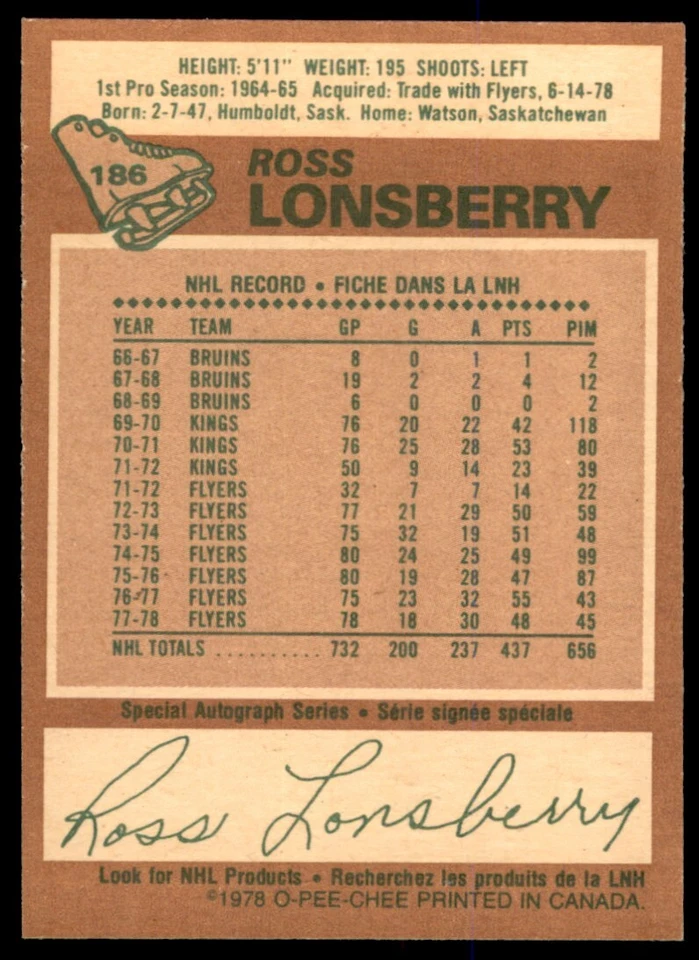 HEIGHT: 5'11" WEIGHT: 195 SHOOTS: LEFT
1st Pro Season: 1964-65 Acquired: Trade with Flyers, 6-14-78
Born: 2-7-47, Humboldt, Sask. Home: Watson, Saskatchewan
186
ROSS
LONSBERRY
NHL RECORD • FICHE DANS LA LNH
YEAR TEAM GP G A PTS PIM
66-67 BRUINS 8 0 1 1 2
67-68 BRUINS 19 2 2 4 12
68-69 BRUINS 6 0 0 0 2
69-70 KINGS 76 20 22 42 118
70-71 KINGS 76 25 28 53 80
71-72 KINGS 50 9 14 23 39
71-72 FLYERS 32 7 7 14 22
72-73 FLYERS 77 21 29 50 59
73-74 FLYERS 75 32 19 51 48
74-75 FLYERS 80 24 25 49 99
75-76 FLYERS 80 19 28 47 87
76-77 FLYERS 75 23 32 55 43
77-78 FLYERS 78 18 30 48 45
NHL TOTALS .......... 732 200 237 437 656
Special Autograph Series • Série signée spéciale
Ross Lonsberry
Look for NHL Products • Recherchez les produits de la LNH
©1978 O-PEE-CHEE PRINTED IN CANADA.